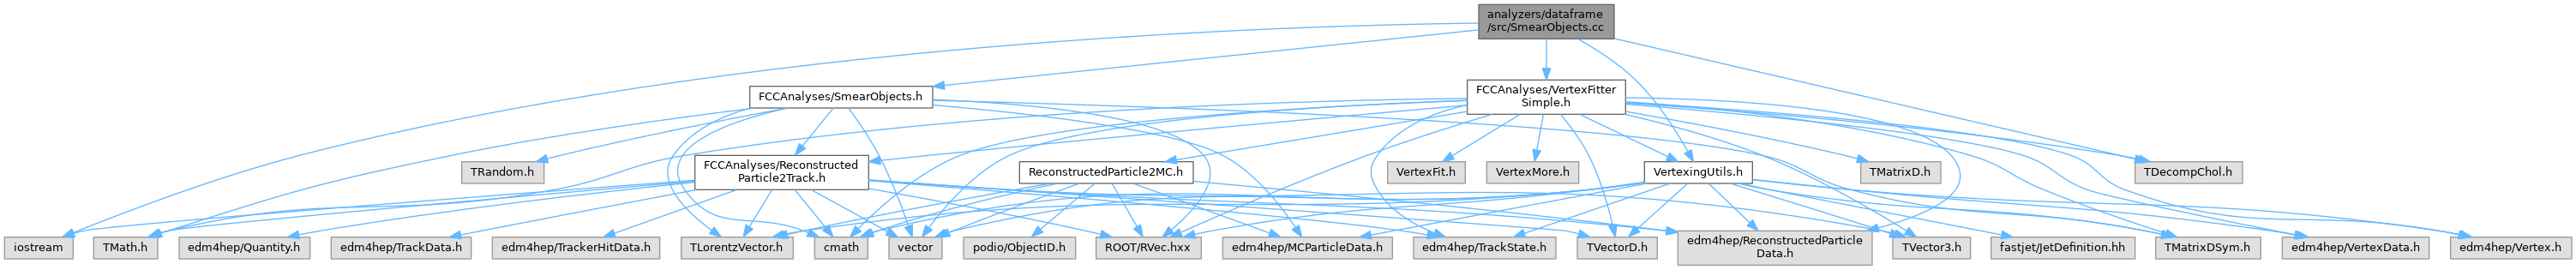 analyzers/dataframe
/src/SmearObjects.cc
FCCAnalyses/SmearObjects.h
FCCAnalyses/VertexFitter
Simple.h
TRandom.h
FCCAnalyses/Reconstructed
Particle2Track.h
ReconstructedParticle2MC.h
VertexFit.h
VertexMore.h
VertexingUtils.h
TMatrixD.h
TDecompChol.h
iostream
TMath.h
edm4hep/Quantity.h
edm4hep/TrackData.h
edm4hep/TrackerHitData.h
TLorentzVector.h
cmath
vector
podio/ObjectID.h
ROOT/RVec.hxx
edm4hep/MCParticleData.h
edm4hep/TrackState.h
TVectorD.h
edm4hep/ReconstructedParticle
Data.h
TVector3.h
fastjet/JetDefinition.hh
TMatrixDSym.h
edm4hep/VertexData.h
edm4hep/Vertex.h